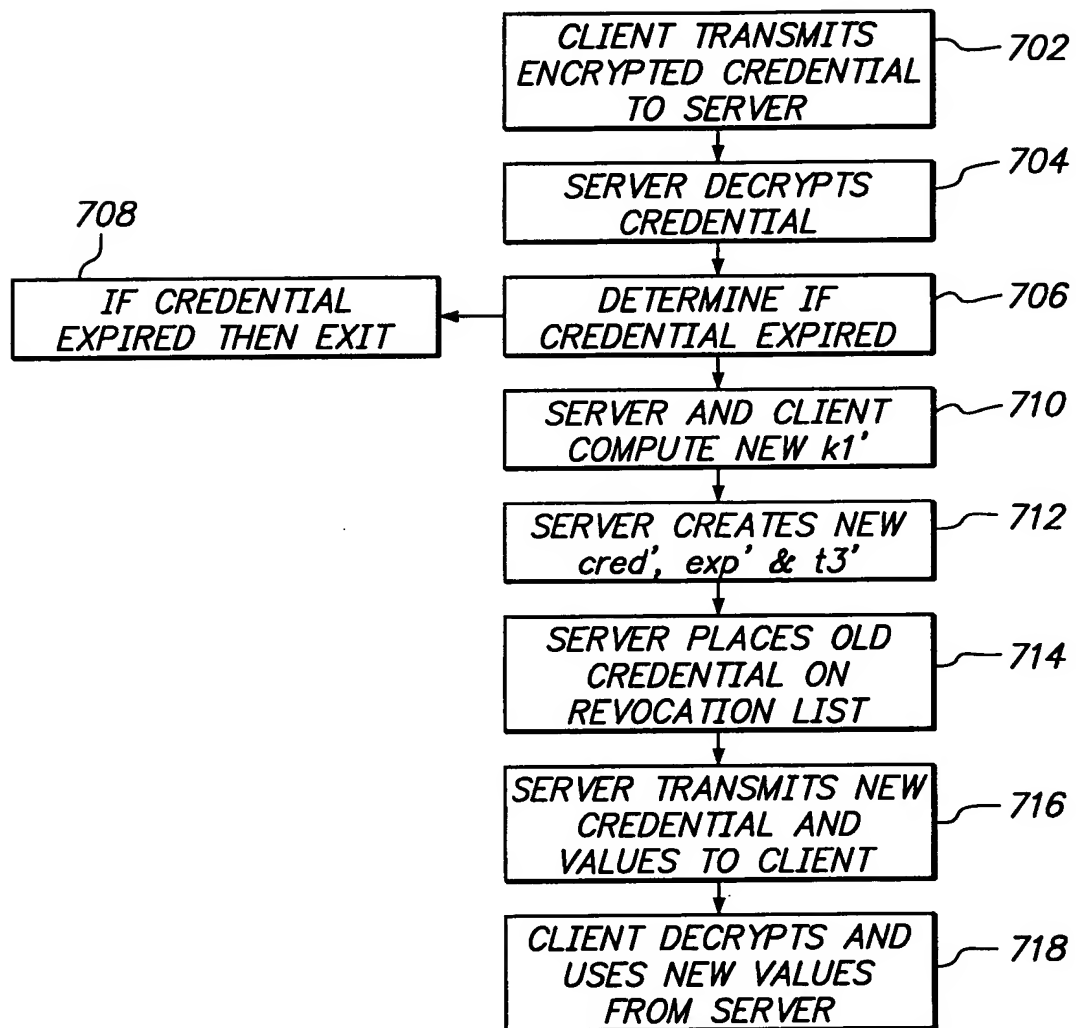 CLIENT TRANSMITS
ENCRYPTED CREDENTIAL
TO SERVER
702
SERVER DECRYPTS
CREDENTIAL
704
708
IF CREDENTIAL
EXPIRED THEN EXIT
DETERMINE IF
CREDENTIAL EXPIRED
706
SERVER AND CLIENT
COMPUTE NEW k1'
710
SERVER CREATES NEW
cred', exp' & t3'
712
SERVER PLACES OLD
CREDENTIAL ON
REVOCATION LIST
714
SERVER TRANSMITS NEW
CREDENTIAL AND
VALUES TO CLIENT
716
CLIENT DECRYPTS AND
USES NEW VALUES
FROM SERVER
718